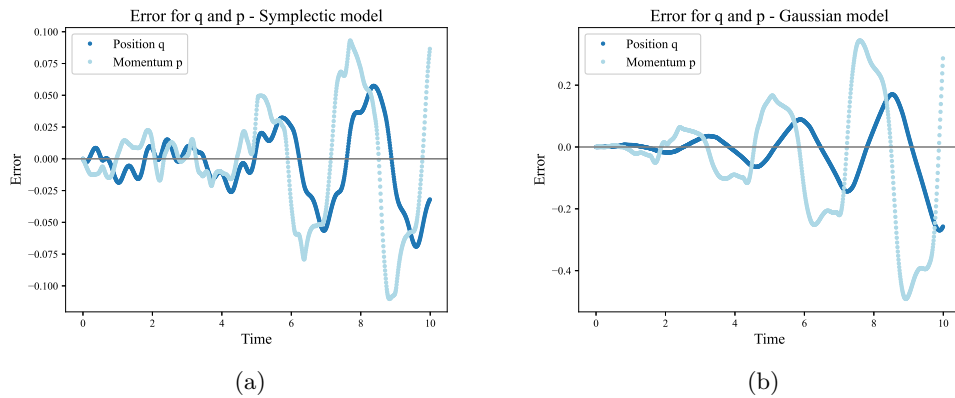 Error for q and p - Symplectic model
0.100
0.075
0.050
0.025
0.000
−0.025
−0.050
−0.075
−0.100
Error
Position q
Momentum p
0 2 4 6 8 10
Time
(a)
Error for q and p - Gaussian model
0.2
0.0
−0.2
−0.4
Error
Position q
Momentum p
0 2 4 6 8 10
Time
(b)